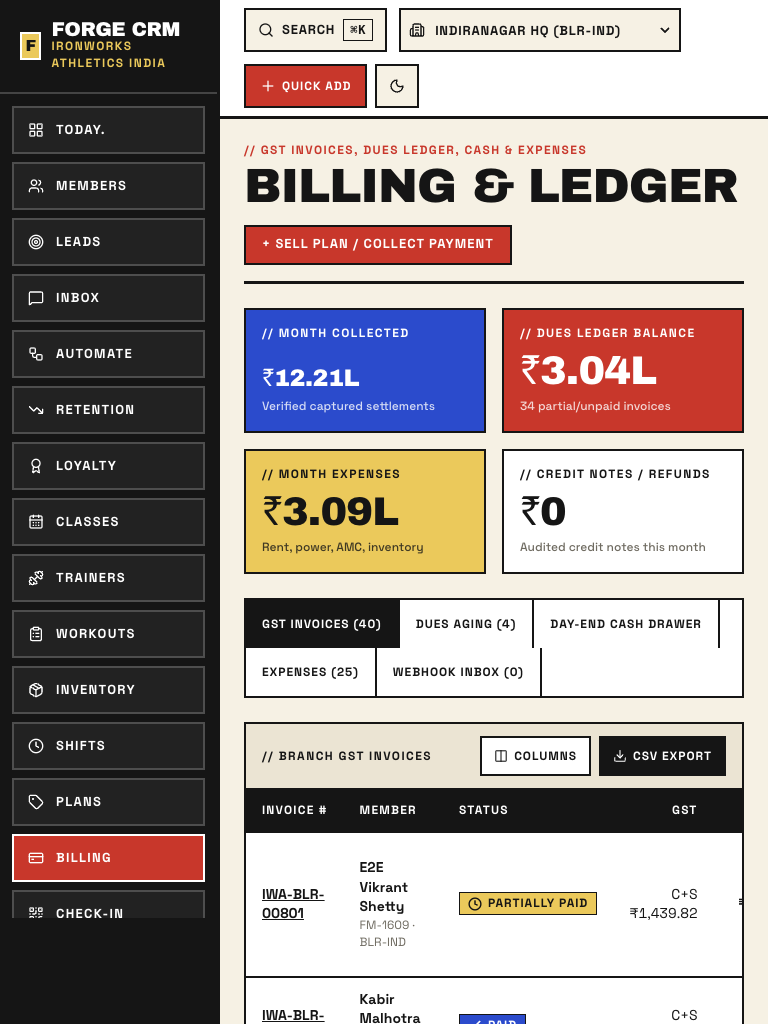 F
FORGE CRM
IRONWORKS
ATHLETICS INDIA
TODAY.
MEMBERS
LEADS
INBOX
AUTOMATE
RETENTION
LOYALTY
CLASSES
TRAINERS
WORKOUTS
INVENTORY
SHIFTS
PLANS
BILLING
CHECK-IN
SEARCH ⌘K
INDIRANAGAR HQ (BLR-IND)
QUICK ADD
// GST INVOICES, DUES LEDGER, CASH & EXPENSES
BILLING & LEDGER
+ SELL PLAN / COLLECT PAYMENT
// MONTH COLLECTED
₹12.21L
Verified captured settlements
// DUES LEDGER BALANCE
₹3.04L
34 partial/unpaid invoices
// MONTH EXPENSES
₹3.09L
Rent, power, AMC, inventory
// CREDIT NOTES / REFUNDS
₹0
Audited credit notes this month
GST INVOICES (40) DUES AGING (4) DAY-END CASH DRAWER
EXPENSES (25) WEBHOOK INBOX (0)
// BRANCH GST INVOICES COLUMNS CSV EXPORT
INVOICE # MEMBER STATUS GST
IWA-BLR-
00801
E2E
Vikrant
Shetty
FM-1609 ·
BLR-IND
PARTIALLY PAID
C+S
₹1,439.82
IWA-BLR-
Kabir
Malhotra
PAID
C+S